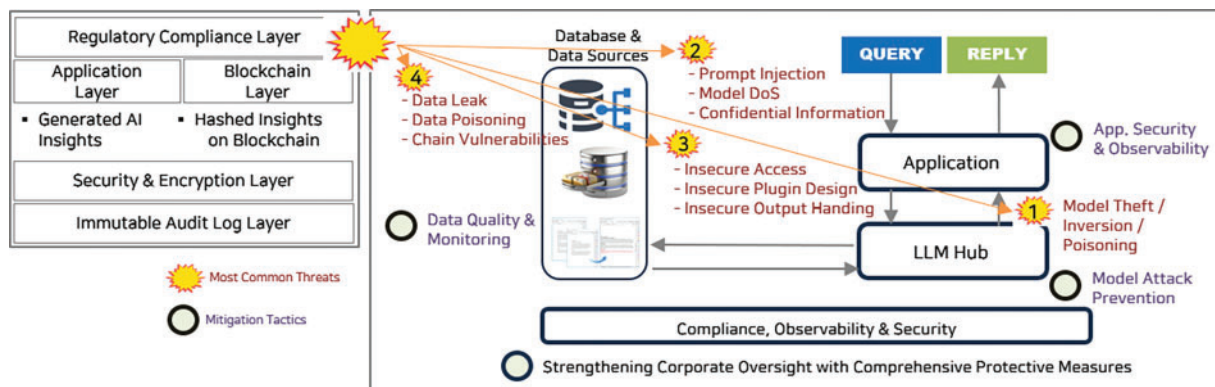 Regulatory Compliance Layer
Application
Layer
Blockchain
Layer
▪ Generated AI
Insights
▪ Hashed Insights
on Blockchain
Security & Encryption Layer
Immutable Audit Log Layer
Most Common Threats
Mitigation Tactics
Database &
Data Sources
4
- Data Leak
- Data Poisoning
- Chain Vulnerabilities
2
- Prompt Injection
- Model DoS
- Confidential Information
3
- Insecure Access
- Insecure Plugin Design
- Insecure Output Handing
Data Quality &
Monitoring
QUERY
REPLY
Application
App, Security
& Observability
1
Model Theft /
Inversion /
Poisoning
LLM Hub
Model Attack
Prevention
Compliance, Observability & Security
Strengthening Corporate Oversight with Comprehensive Protective Measures